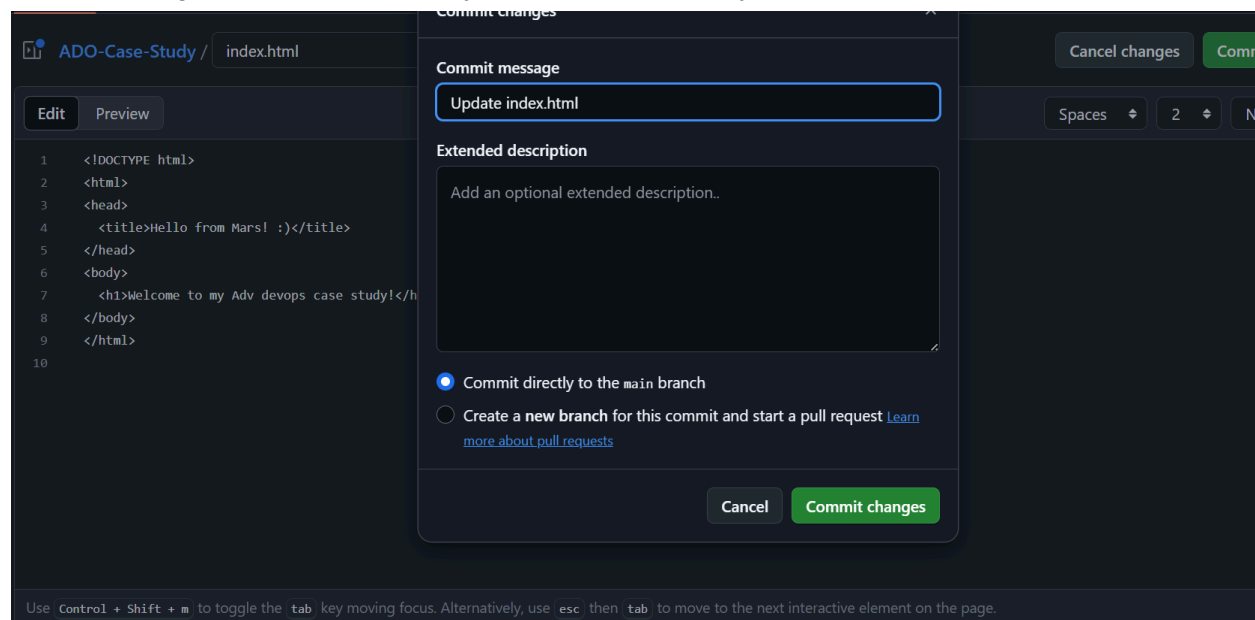 Commit changes
ADO-Case-Study / index.html
Cancel changes
Commit message
Update index.html
Edit Preview
Spaces 2
Extended description
Add an optional extended description..
1 <!DOCTYPE html>
2 <html>
3 <head>
4 <title>Hello from Mars! :)</title>
5 </head>
6 <body>
7 <h1>Welcome to my Adv devops case study!</h
8 </body>
9 </html>
10
Commit directly to the main branch
Create a new branch for this commit and start a pull request Learn
more about pull requests
Cancel Commit changes
Use Control + Shift + m to toggle the tab key moving focus. Alternatively, use esc then tab to move to the next interactive element on the page.